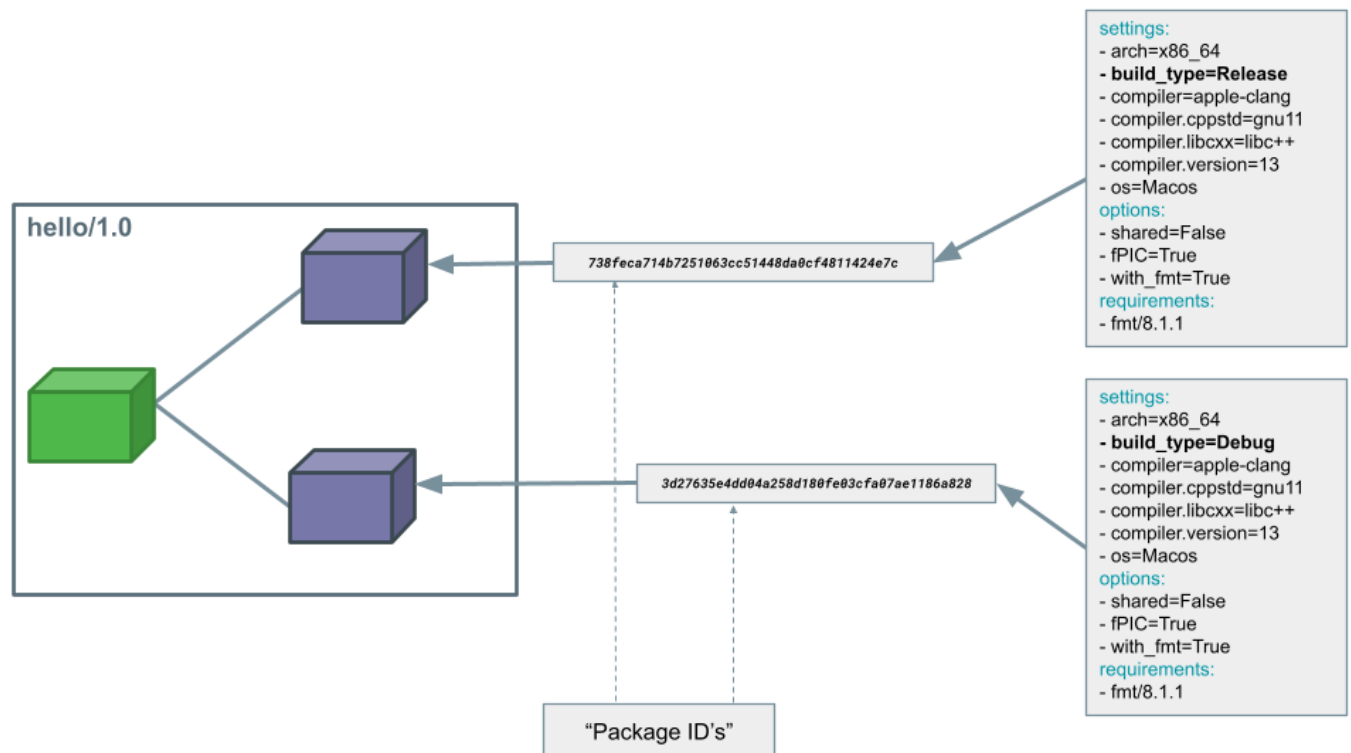 settings:
- arch=x86_64
- build_type=Release
- compiler=apple-clang
- compiler.cppstd=gnu11
- compiler.libcxx=libc++
- compiler.version=13
- os=Macos
options:
- shared=False
- fPIC=True
- with_fmt=True
requirements:
- fmt/8.1.1
hello/1.0
738feca714b7251063cc51448da0cf4811424e7c
settings:
- arch=x86_64
- build_type=Debug
- compiler=apple-clang
- compiler.cppstd=gnu11
- compiler.libcxx=libc++
- compiler.version=13
- os=Macos
options:
- shared=False
- fPIC=True
- with_fmt=True
requirements:
- fmt/8.1.1
3d27635e4dd04a258d180fe03cfa07ae1186a828
“Package ID’s”